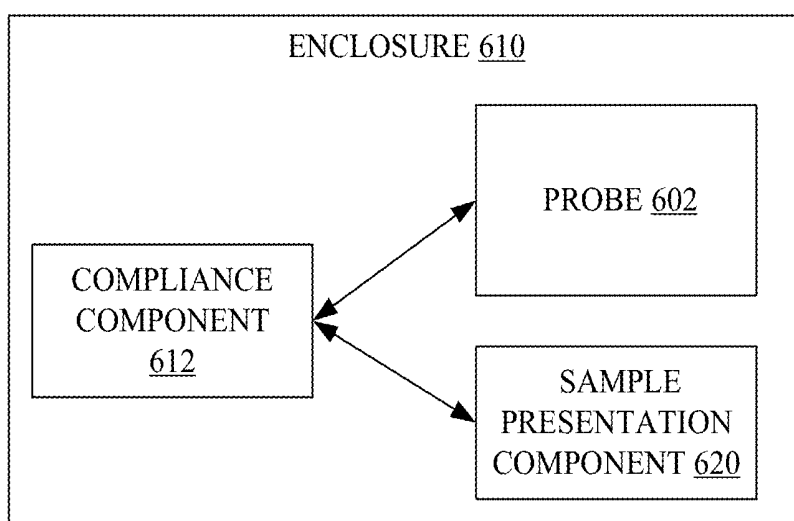 ENCLOSURE 610
PROBE 602
COMPLIANCE
COMPONENT
612
SAMPLE
PRESENTATION
COMPONENT 620